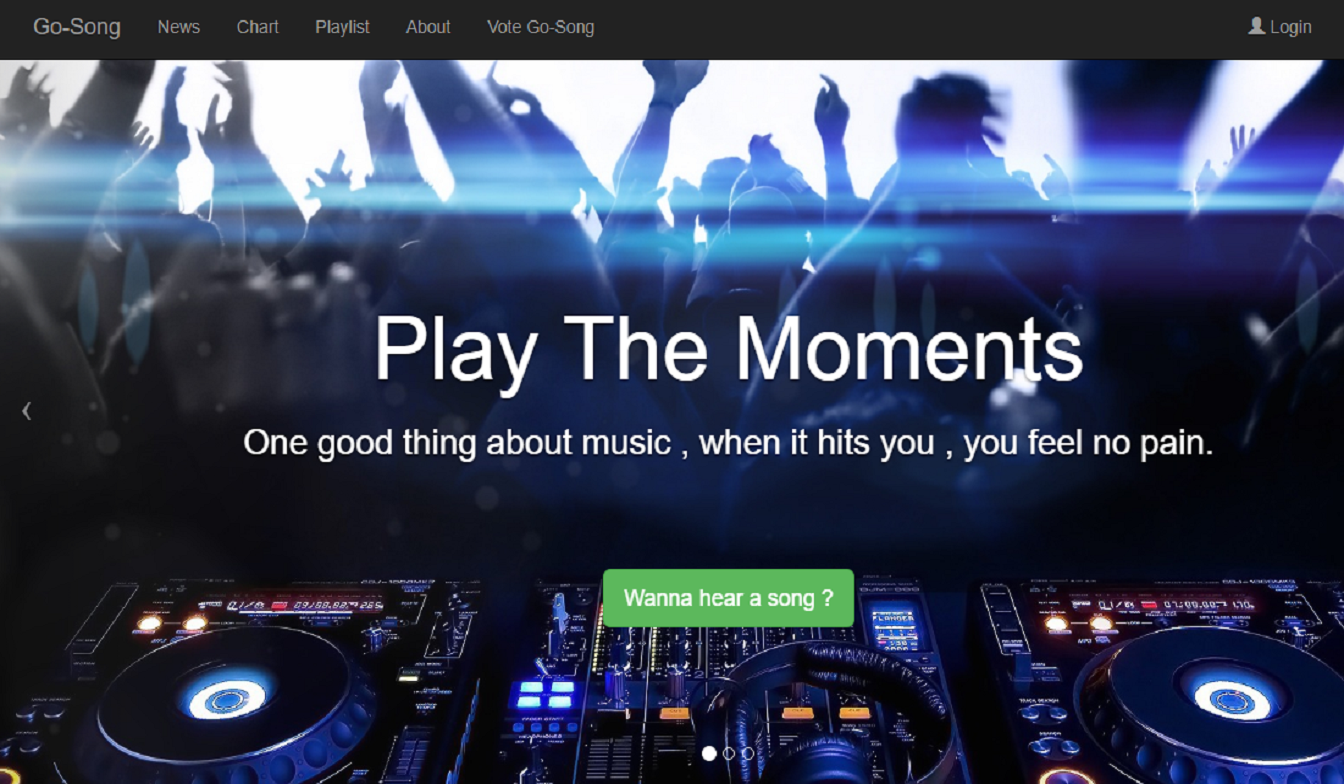 Go-Song News Chart Playlist About Vote Go-Song Login
Play The Moments
One good thing about music , when it hits you , you feel no pain.
Wanna hear a song ?